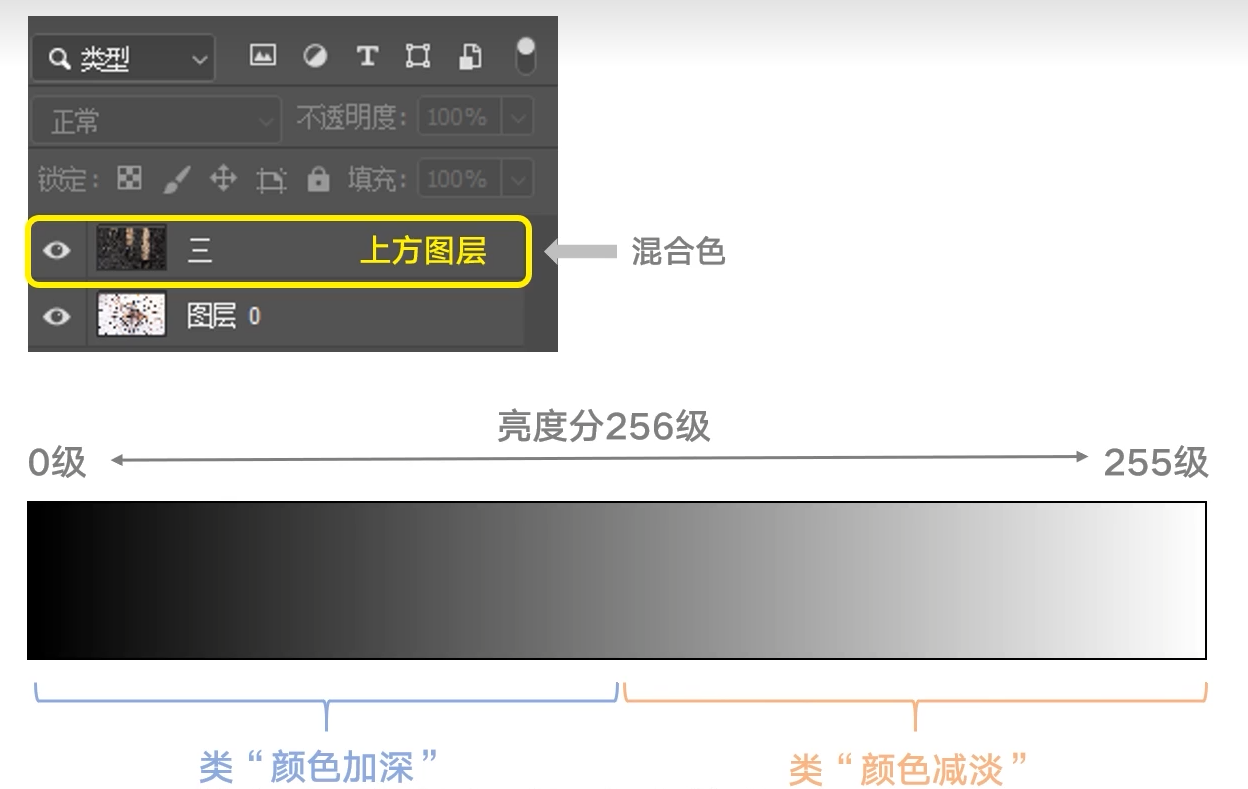 类型
正常 不透明度: 100%
锁定: 填充: 100%
三 上方图层 混合色
图层 0
亮度分256级
0级 255级
类“颜色加深” 类“颜色减淡”